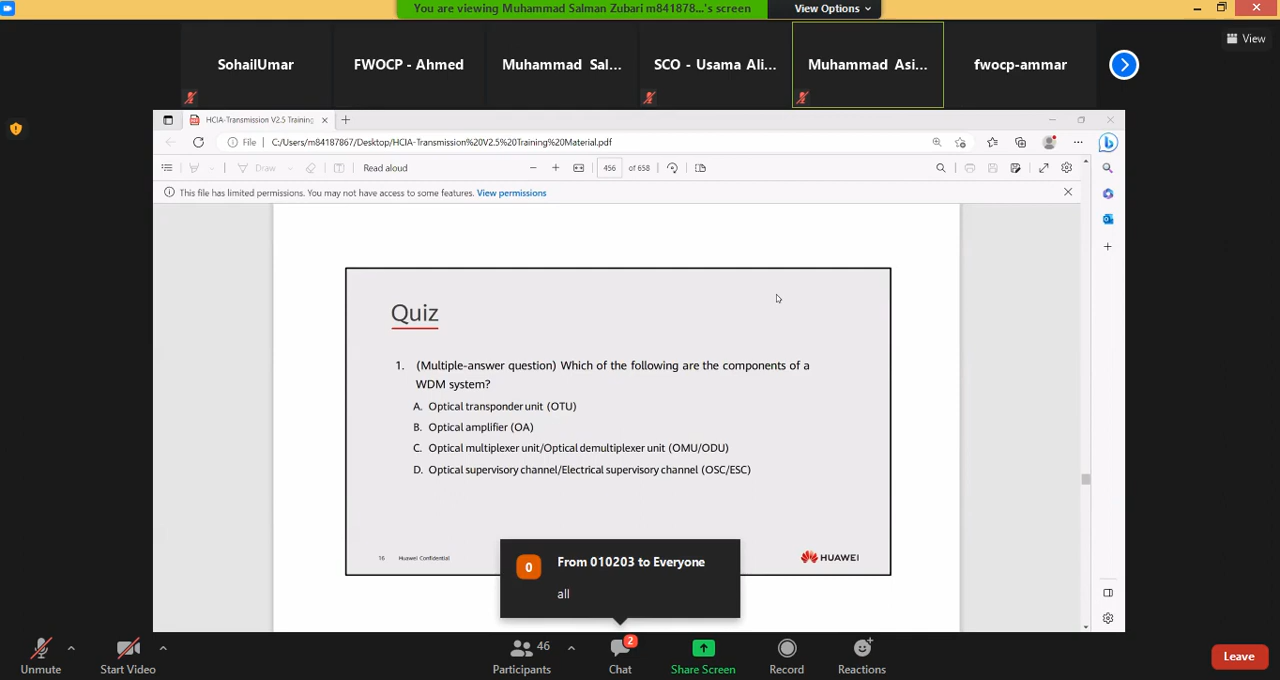 You are viewing Muhammad Salman Zubari m841878...'s screen
View Options
View
SohailUmar
FWOCP - Ahmed
Muhammad Sal...
SCO - Usama Ali...
Muhammad Asi...
fwocp-ammar
HCIA-Transmission V2.5 Training
File
C:/Users/m84187867/Desktop/HCIA-Transmission%20V2.5%20Training%20Material.pdf
Draw
Read aloud
456
of 658
This file has limited permissions. You may not have access to some features. View permissions
Quiz
1. (Multiple-answer question) Which of the following are the components of a
WDM system?
A. Optical transponder unit (OTU)
B. Optical amplifier (OA)
C. Optical multiplexer unit/Optical demultiplexer unit (OMU/ODU)
D. Optical supervisory channel/Electrical supervisory channel (OSC/ESC)
16 Huawei Confidential
HUAWEI
0
From 010203 to Everyone
all
Unmute
Start Video
46
Participants
2
Chat
Share Screen
Record
Reactions
Leave